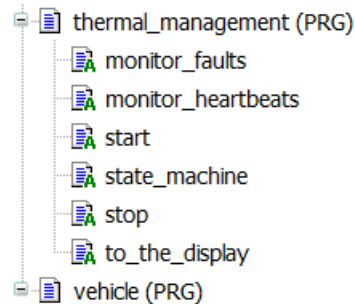 thermal_management (PRG)
monitor_faults
monitor_heartbeats
start
state_machine
stop
to_the_display
vehicle (PRG)